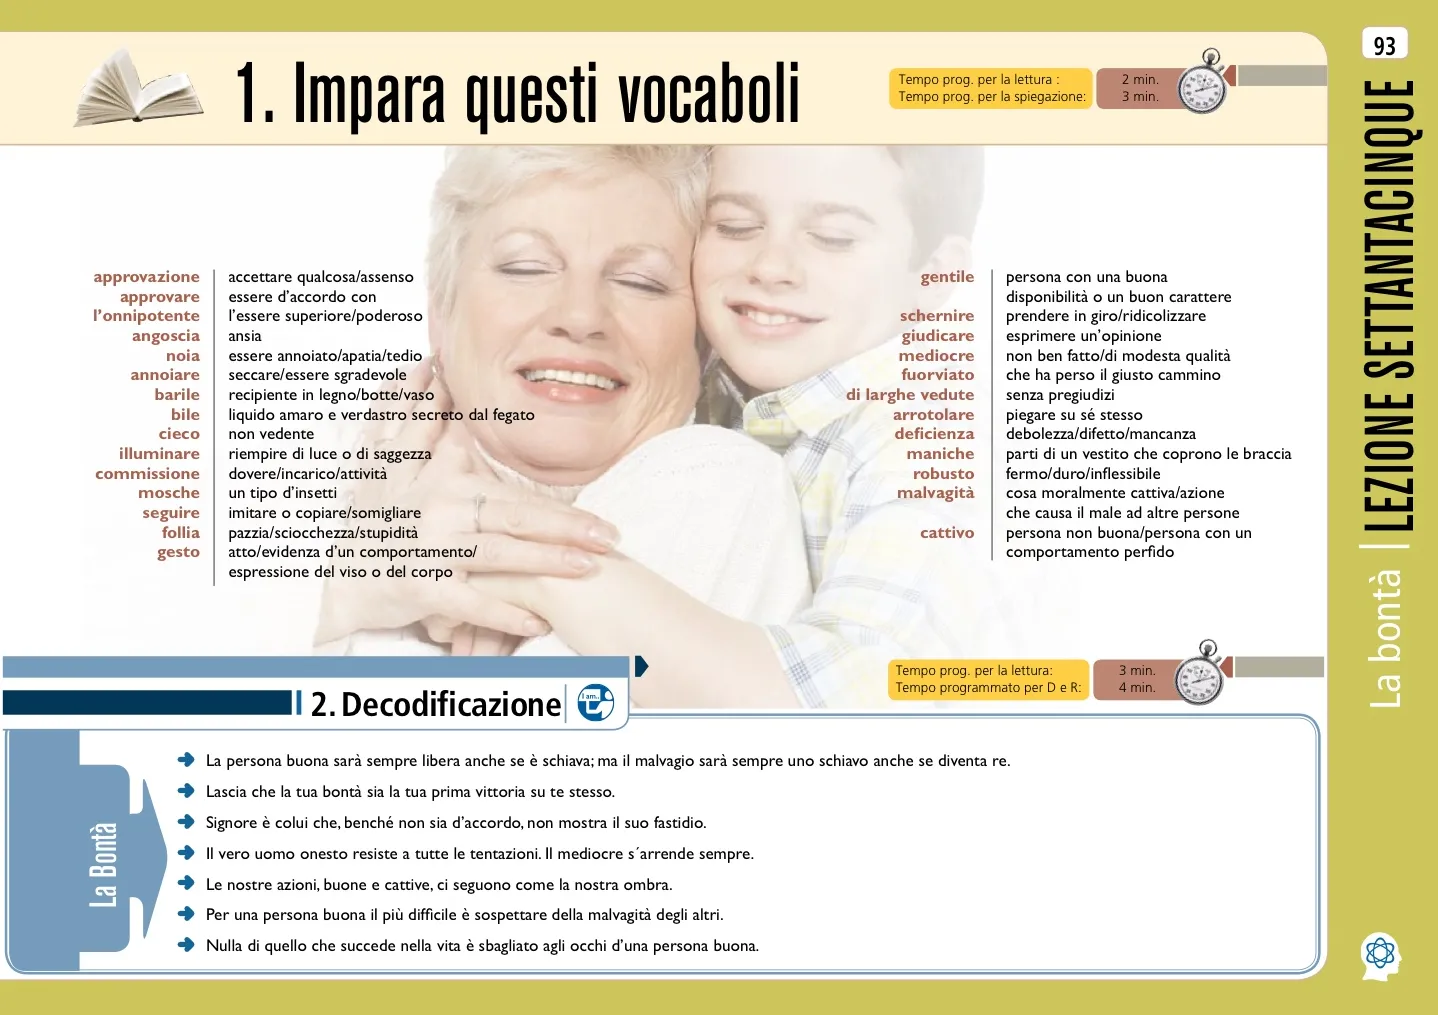 1. Impara questi vocaboli
Tempo prog. per la lettura : 2 min.
Tempo prog. per la spiegazione: 3 min.
93
LEZIONE SETTANTACINQUE
La bontà
approvazione accettare qualcosa/assenso
approvare essere d’accordo con
l’onnipotente l’essere superiore/poderoso
angoscia ansia
noia essere annoiato/apatia/tedio
annoiare seccare/essere sgradevole
barile recipiente in legno/botte/vaso
bile liquido amaro e verdastro secreto dal fegato
cieco non vedente
illuminare riempire di luce o di saggezza
commissione dovere/incarico/attività
mosche un tipo d’insetti
seguire imitare o copiare/somigliare
follia pazzia/sciocchezza/stupidità
gesto atto/evidenza d’un comportamento/
espressione del viso o del corpo
gentile persona con una buona
disponibilità o un buon carattere
schernire prendere in giro/ridicolizzare
giudicare esprimere un’opinione
mediocre non ben fatto/di modesta qualità
fuorviato che ha perso il giusto cammino
di larghe vedute senza pregiudizi
arrotolare piegare su sé stesso
deficienza debolezza/difetto/mancanza
maniche parti di un vestito che coprono le braccia
robusto fermo/duro/inflessibile
malvagità cosa moralmente cattiva/azione
che causa il male ad altre persone
cattivo persona non buona/persona con un
comportamento perfido
Tempo prog. per la lettura: 3 min.
Tempo programmato per D e R: 4 min.
2. Decodificazione
I am...
La Bontà
La persona buona sarà sempre libera anche se è schiava; ma il malvagio sarà sempre uno schiavo anche se diventa re.
Lascia che la tua bontà sia la tua prima vittoria su te stesso.
Signore è colui che, benché non sia d’accordo, non mostra il suo fastidio.
Il vero uomo onesto resiste a tutte le tentazioni. Il mediocre s´arrende sempre.
Le nostre azioni, buone e cattive, ci seguono come la nostra ombra.
Per una persona buona il più difficile è sospettare della malvagità degli altri.
Nulla di quello che succede nella vita è sbagliato agli occhi d’una persona buona.